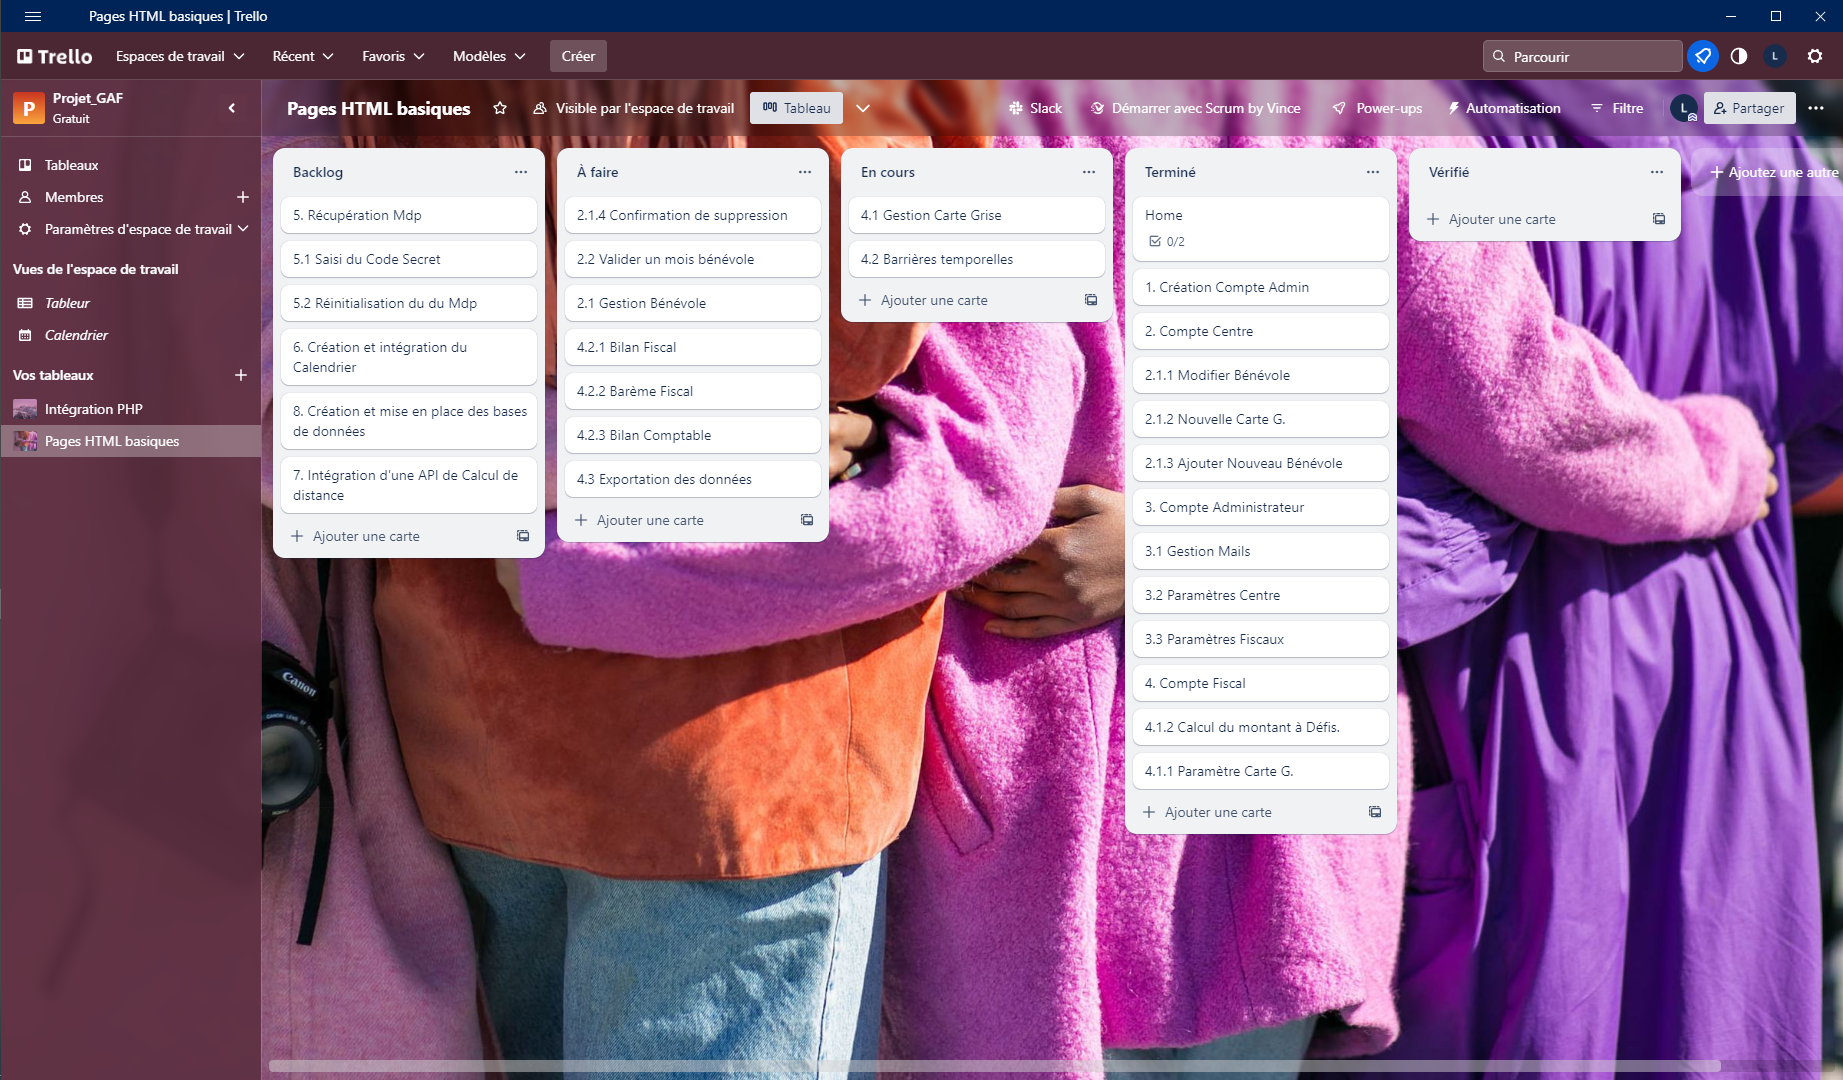 Pages HTML basiques | Trello
Trello
Espaces de travail
Récent
Favoris
Modèles
Créer
Parcourir
L
P
Projet_GAF
Gratuit
Pages HTML basiques
Visible par l'espace de travail
Tableau
Slack
Démarrer avec Scrum by Vince
Power-ups
Automatisation
Filtre
L
Partager
Tableaux
Membres
Paramètres d'espace de travail
Vues de l'espace de travail
Tableur
Calendrier
Vos tableaux
Intégration PHP
Pages HTML basiques
Backlog
5. Récupération Mdp
5.1 Saisi du Code Secret
5.2 Réinitialisation du du Mdp
6. Création et intégration du
Calendrier
8. Création et mise en place des bases
de données
7. Intégration d'une API de Calcul de
distance
Ajouter une carte
À faire
2.1.4 Confirmation de suppression
2.2 Valider un mois bénévole
2.1 Gestion Bénévole
4.2.1 Bilan Fiscal
4.2.2 Barème Fiscal
4.2.3 Bilan Comptable
4.3 Exportation des données
Ajouter une carte
En cours
4.1 Gestion Carte Grise
4.2 Barrières temporelles
Ajouter une carte
Terminé
Home
0/2
1. Création Compte Admin
2. Compte Centre
2.1.1 Modifier Bénévole
2.1.2 Nouvelle Carte G.
2.1.3 Ajouter Nouveau Bénévole
3. Compte Administrateur
3.1 Gestion Mails
3.2 Paramètres Centre
3.3 Paramètres Fiscaux
4. Compte Fiscal
4.1.2 Calcul du montant à Défis.
4.1.1 Paramètre Carte G.
Ajouter une carte
Vérifié
Ajouter une carte
Ajoutez une autre
Canon